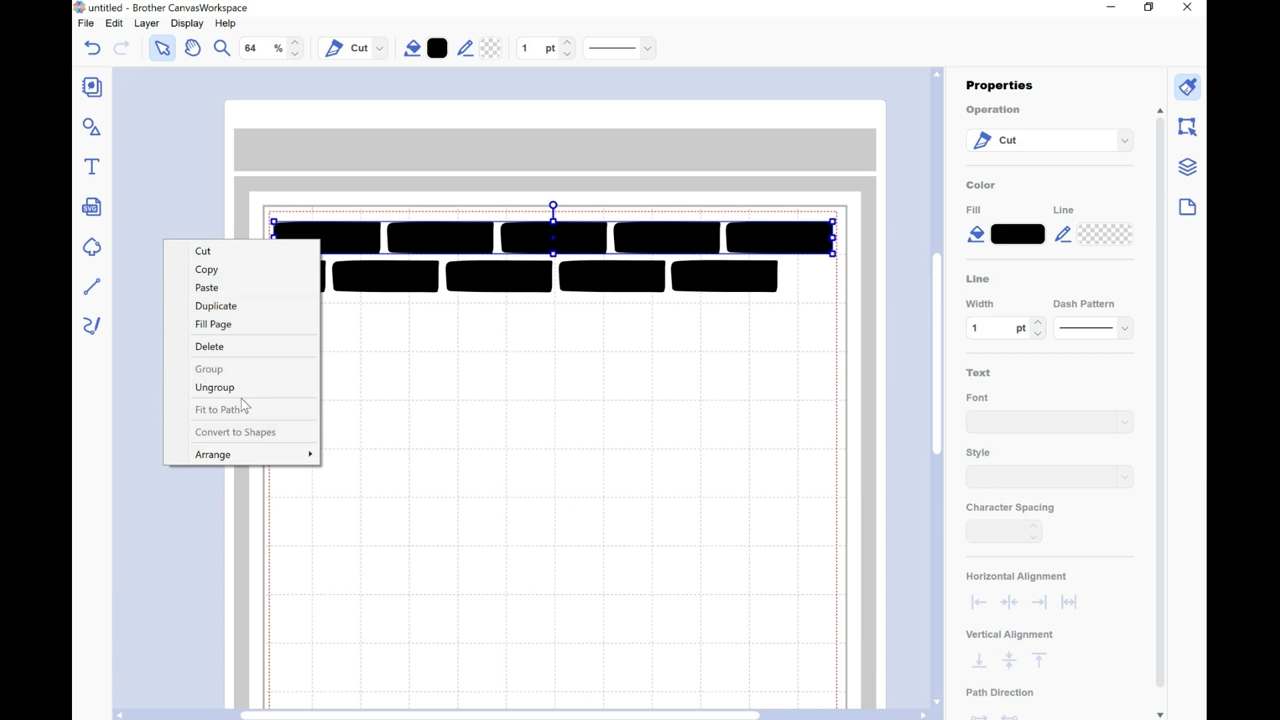 untitled - Brother CanvasWorkspace
File Edit Layer Display Help
64 % Cut 1 pt
SVG
T
Cut
Copy
Paste
Duplicate
Fill Page
Delete
Group
Ungroup
Fit to Path
Convert to Shapes
Arrange
Properties
Operation
Cut
Color
Fill Line
Line
Width Dash Pattern
1 pt
Text
Font
Style
Character Spacing
Horizontal Alignment
Vertical Alignment
Path Direction